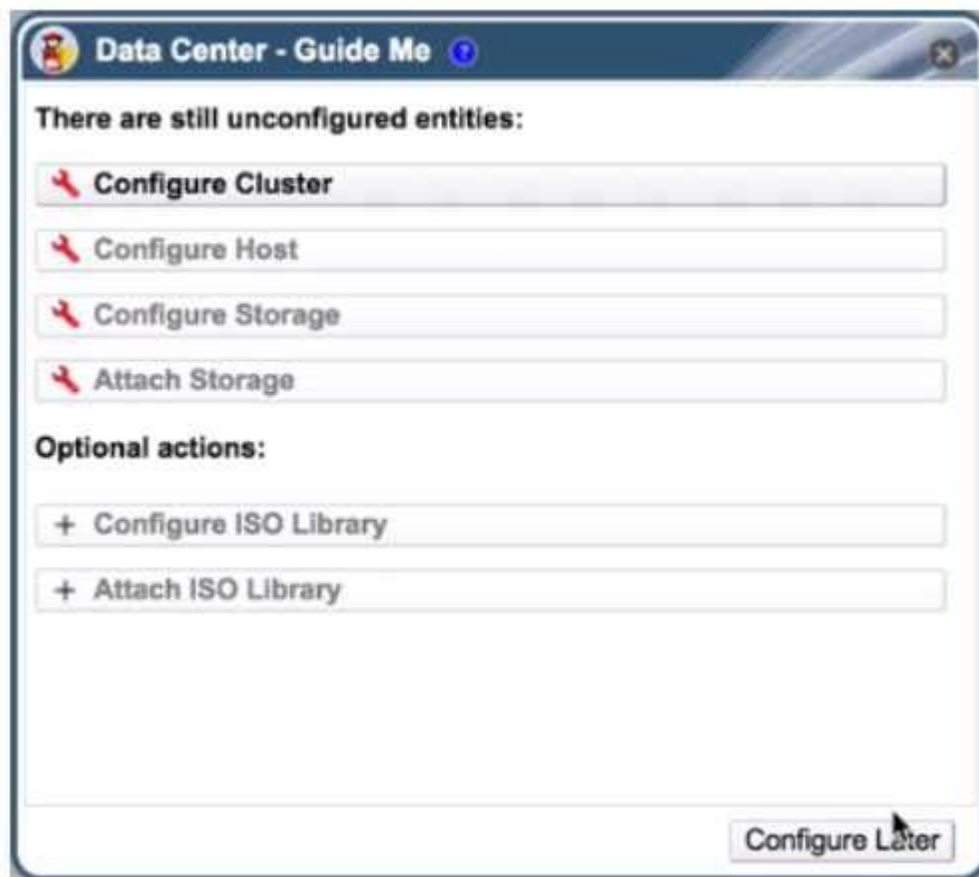 Data Center - Guide Me ?
There are still unconfigured entities:
Configure Cluster
Configure Host
Configure Storage
Attach Storage
Optional actions:
+ Configure ISO Library
+ Attach ISO Library
Configure Later